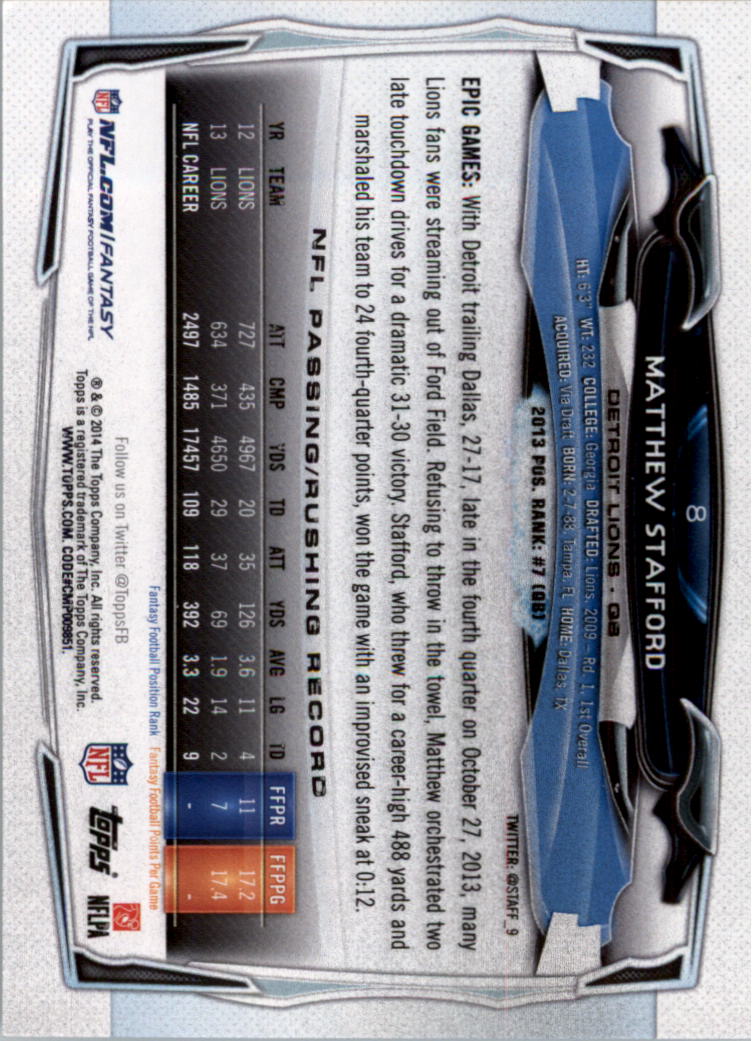 8
MATTHEW STAFFORD
DETROIT LIONS • QB
HT: 6'3" WT: 232 COLLEGE: Georgia DRAFTED: Lions, 2009 – Rd. 1, 1st Overall
ACQUIRED: Via Draft BORN: 2-7-88, Tampa, FL HOME: Dallas, TX
2013 POS. RANK: #7 (QB)
TWITTER: @STAFF_9
EPIC GAMES: With Detroit trailing Dallas, 27-17, late in the fourth quarter on October 27, 2013, many
Lions fans were streaming out of Ford Field. Refusing to throw in the towel, Matthew orchestrated two
late touchdown drives for a dramatic 31-30 victory. Stafford, who threw for a career-high 488 yards and
marshaled his team to 24 fourth-quarter points, won the game with an improvised sneak at 0:12.
NFL PASSING/RUSHING RECORD
YR TEAM ATT CMP YDS TD ATT YDS AVG LG TD FFPR FFPPG
12 LIONS 727 435 4967 20 35 126 3.6 11 4 11 17.2
13 LIONS 634 371 4650 29 37 69 1.9 14 2 7 17.4
NFL CAREER 2497 1485 17457 109 118 392 3.3 22 9 - -
Fantasy Football Position Rank Fantasy Football Points Per Game
NFL NFL.COM/FANTASY
PLAY THE OFFICIAL FANTASY FOOTBALL GAME OF THE NFL
Follow us on Twitter @ToppsFB
® & © 2014 The Topps Company, Inc. All rights reserved.
Topps is a registered trademark of The Topps Company, Inc.
WWW.TOPPS.COM. CODE#CMP009851.
NFL
Topps
NFLPA